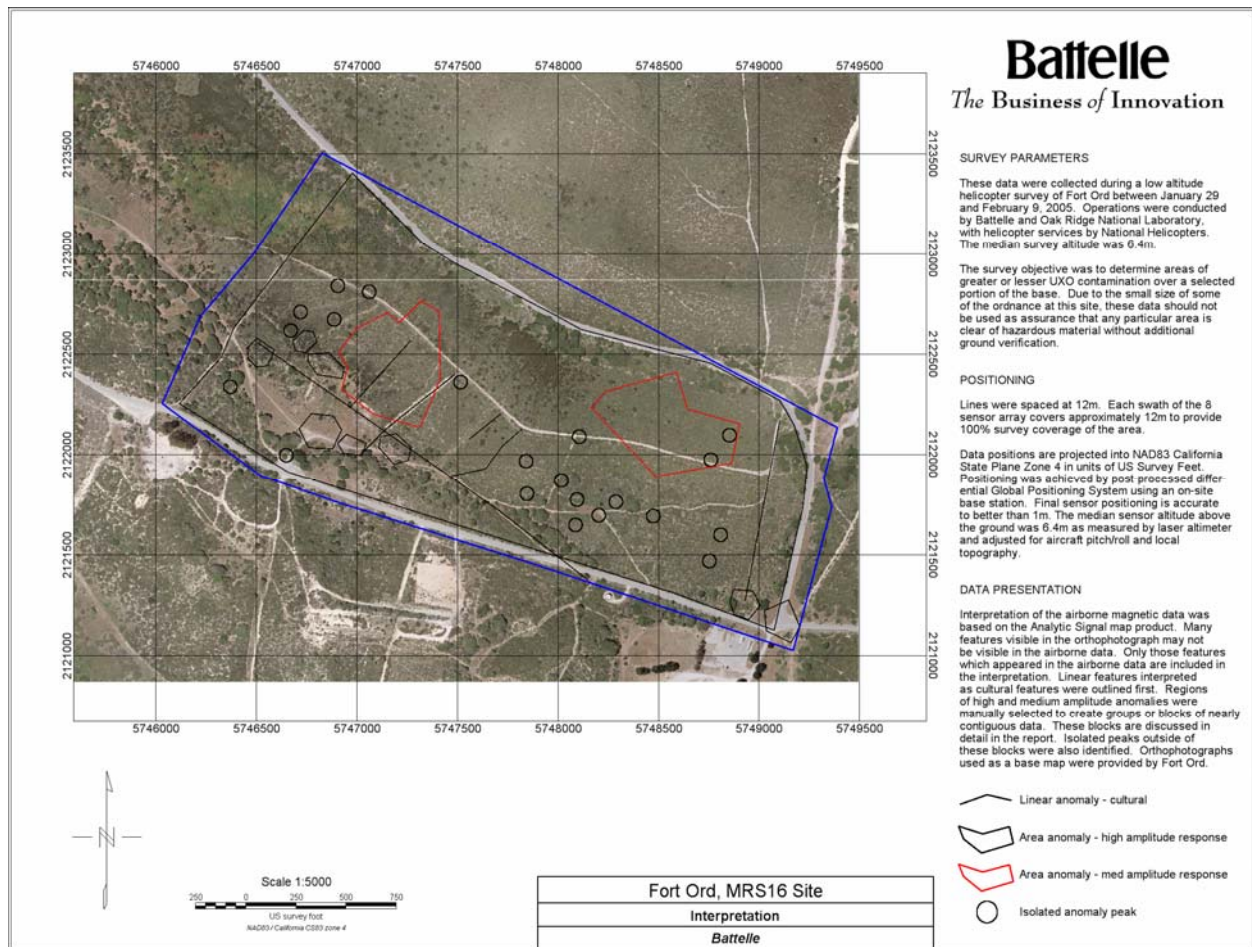 5746000 5746500 5747000 5747500 5748000 5748500 5749000 5749500
2123500
2123000
2122500
2122000
2121500
2121000
2123500
2123000
2122500
2122000
2121500
2121000
5746000 5746500 5747000 5747500 5748000 5748500 5749000 5749500
Battelle
The Business of Innovation
SURVEY PARAMETERS
These data were collected during a low altitude
helicopter survey of Fort Ord between January 29
and February 9, 2005. Operations were conducted
by Battelle and Oak Ridge National Laboratory,
with helicopter services by National Helicopters.
The median survey altitude was 6.4m.
The survey objective was to determine areas of
greater or lesser UXO contamination over a selected
portion of the base. Due to the small size of some
of the ordnance at this site, these data should not
be used as assurance that any particular area is
clear of hazardous material without additional
ground verification.
POSITIONING
Lines were spaced at 12m. Each swath of the 8
sensor array covers approximately 12m to provide
100% survey coverage of the area.
Data positions are projected into NAD83 California
State Plane Zone 4 in units of US Survey Feet.
Positioning was achieved by post processed differ-
ential Global Positioning System using an on-site
base station. Final sensor positioning is accurate
to better than 1m. The median sensor altitude above
the ground was 6.4m as measured by laser altimeter
and adjusted for aircraft pitch/roll and local
topography.
DATA PRESENTATION
Interpretation of the airborne magnetic data was
based on the Analytic Signal map product. Many
features visible in the orthophotograph may not
be visible in the airborne data. Only those features
which appeared in the airborne data are included in
the interpretation. Linear features interpreted
as cultural features were outlined first. Regions
of high and medium amplitude anomalies were
manually selected to create groups or blocks of nearly
contiguous data. These blocks are discussed in
detail in the report. Isolated peaks outside of
these blocks were also identified. Orthophotographs
used as a base map were provided by Fort Ord.
Linear anomaly - cultural
Area anomaly - high amplitude response
Area anomaly - med amplitude response
Isolated anomaly peak
N
Scale 1:5000
250 0 250 500 750
US survey foot
NAD83 / California CS83 zone 4
Fort Ord, MRS16 Site
Interpretation
Battelle